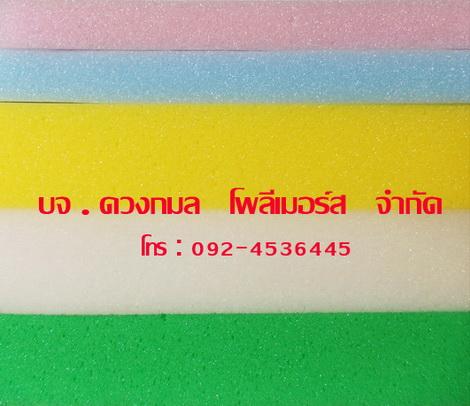 บจ . ดวงกมล โพลีเมอร์ส จำกัด
โทร : 092-4536445